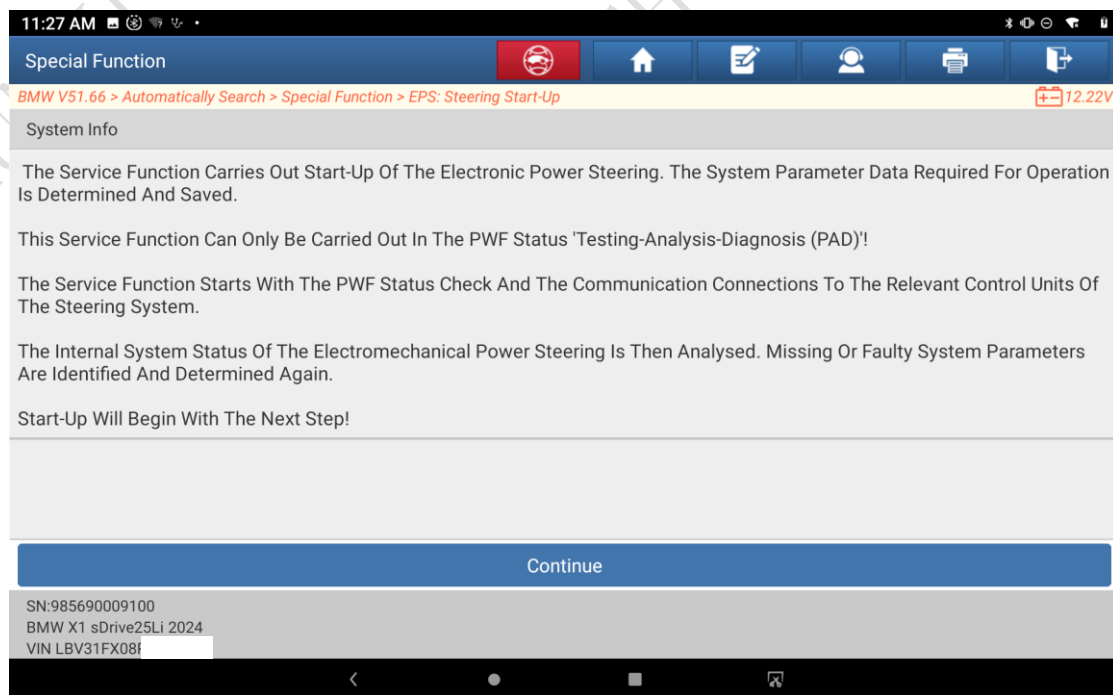 11:27 AM
Special Function
BMW V51.66 > Automatically Search > Special Function > EPS: Steering Start-Up
12.22V
System Info
The Service Function Carries Out Start-Up Of The Electronic Power Steering. The System Parameter Data Required For Operation
Is Determined And Saved.
This Service Function Can Only Be Carried Out In The PWF Status 'Testing-Analysis-Diagnosis (PAD)'!
The Service Function Starts With The PWF Status Check And The Communication Connections To The Relevant Control Units Of
The Steering System.
The Internal System Status Of The Electromechanical Power Steering Is Then Analysed. Missing Or Faulty System Parameters
Are Identified And Determined Again.
Start-Up Will Begin With The Next Step!
Continue
SN:985690009100
BMW X1 sDrive25Li 2024
VIN LBV31FX08